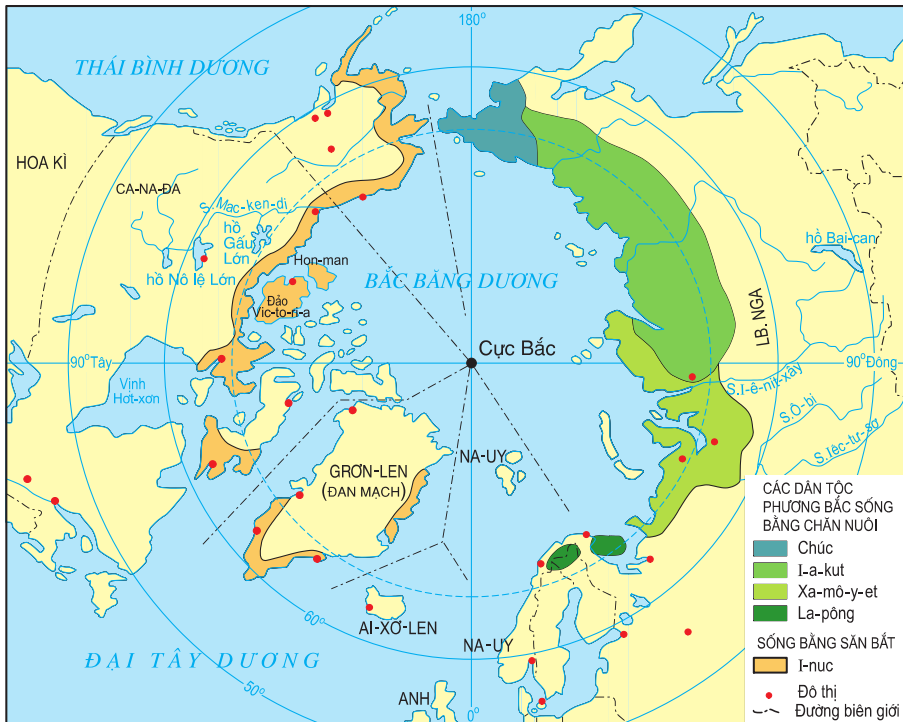 180°
THÁI BÌNH DƯƠNG
HOA KÌ
CA-NA-ĐA
S. Mac-ken-di
hồ
Gấu
Lớn
hồ Nô lệ Lớn
Hon-man
Đảo
Vic-to-ri-a
BẮC BĂNG DƯƠNG
hồ Bai-can
LB. NGA
Cực Bắc
90° Tây
90° Đông
Vịnh
Hơt-xơn
S.I-ê-nit-xây
S.Ô-bi
S.Iêc-tư-sơ
NA-UY
GRƠN-LEN
(ĐAN MẠCH)
AI-XƠ-LEN
NA-UY
60°
50°
ĐẠI TÂY DƯƠNG
ANH
0°
CÁC DÂN TỘC
PHƯƠNG BẮC SỐNG
BẰNG CHĂN NUÔI
Chúc
I-a-kut
Xa-mô-y-et
La-pông
SỐNG BẰNG SĂN BẮT
I-nuc
Đô thị
Đường biên giới